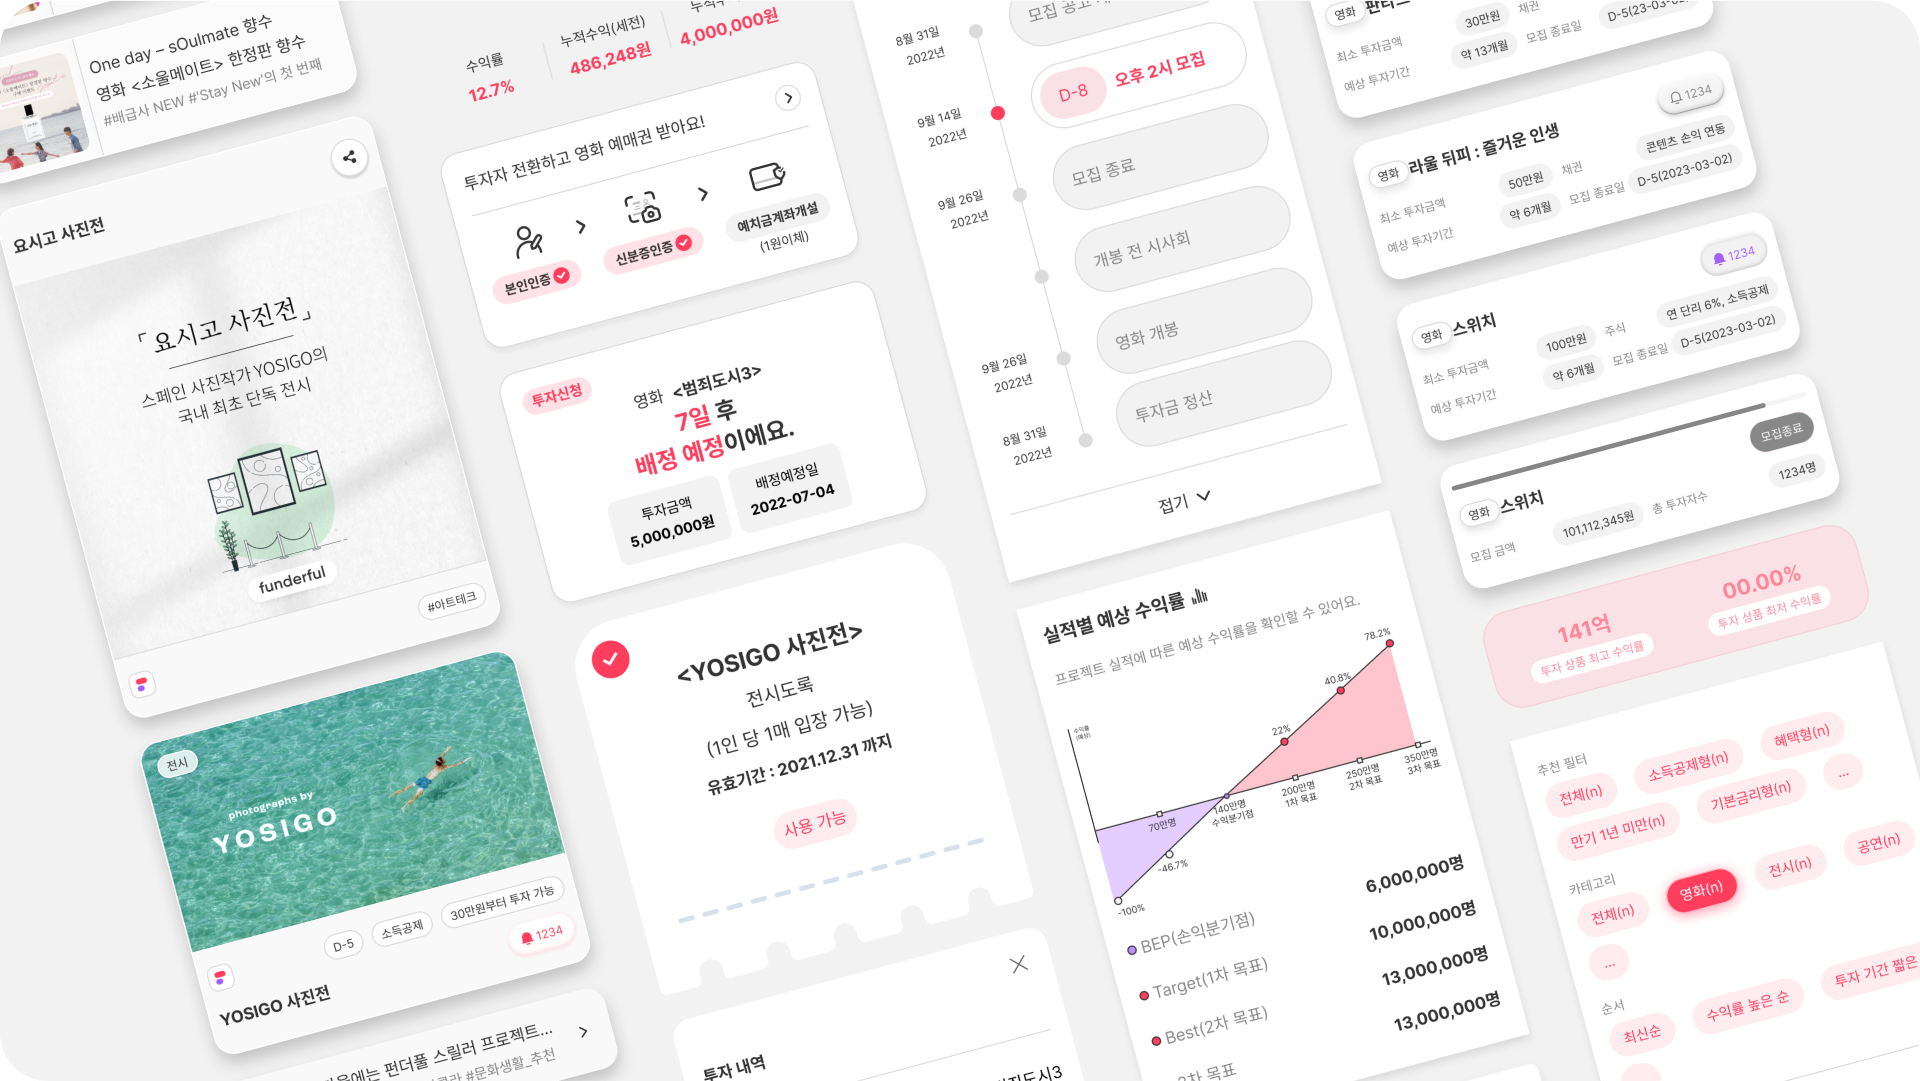 One day – sOulmate 향수
영화 <소울메이트> 한정판 향수
#배급사 NEW #'Stay New'의 첫 번째
요시고 사진전
「요시고 사진전」
스페인 사진작가 YOSIGO의
국내 최초 단독 전시
funderful
#아트테크
전시
photographs by
YOSIGO
D-5
소득공제
30만원부터 투자 가능
1234
YOSIGO 사진전
펀더풀 스릴러 프로젝트...
#문화생활_추천
수익률
12.7%
누적수익(세전)
486,248원
4,000,000원
투자자 전환하고 영화 예매권 받아요!
본인인증
신분증인증
예치금계좌개설
(1원이체)
투자신청
영화 <범죄도시3>
7일 후
배정 예정이에요.
투자금액
5,000,000원
배정예정일
2022-07-04
<YOSIGO 사진전>
전시도록
(1인 당 1매 입장 가능)
유효기간 : 2021.12.31 까지
사용 가능
투자 내역
8월 31일
2022년
9월 14일
2022년
D-8
오후 2시 모집
모집 종료
9월 26일
2022년
개봉 전 시사회
영화 개봉
9월 26일
2022년
투자금 정산
8월 31일
2022년
접기
실적별 예상 수익률
프로젝트 실적에 따른 예상 수익률을 확인할 수 있어요.
수익률
(예상)
78.2%
40.8%
22%
-46.7%
-100%
70만명
140만명
수익분기점
200만명
1차 목표
250만명
2차 목표
350만명
3차 목표
BEP(손익분기점)
6,000,000명
Target(1차 목표)
10,000,000명
Best(2차 목표)
13,000,000명
13,000,000명
영화
최소 투자금액
30만원
채권
예상 투자기간
약 13개월
모집 종료일
1234
영화
라울 뒤피 : 즐거운 인생
최소 투자금액
50만원
채권
콘텐츠 손익 연동
예상 투자기간
약 6개월
모집 종료일
D-5(2023-03-02)
1234
영화
스위치
최소 투자금액
100만원
주식
연 단리 6%, 소득공제
예상 투자기간
약 6개월
모집 종료일
D-5(2023-03-02)
모집종료
영화
스위치
모집 금액
101,112,345원
총 투자자수
1234명
141억
투자 상품 최고 수익률
00.00%
투자 상품 최저 수익률
추천 필터
전체(n)
소득공제형(n)
혜택형(n)
만기 1년 미만(n)
기본금리형(n)
...
카테고리
전체(n)
영화(n)
전시(n)
공연(n)
...
순서
최신순
수익률 높은 순
투자 기간 짧은